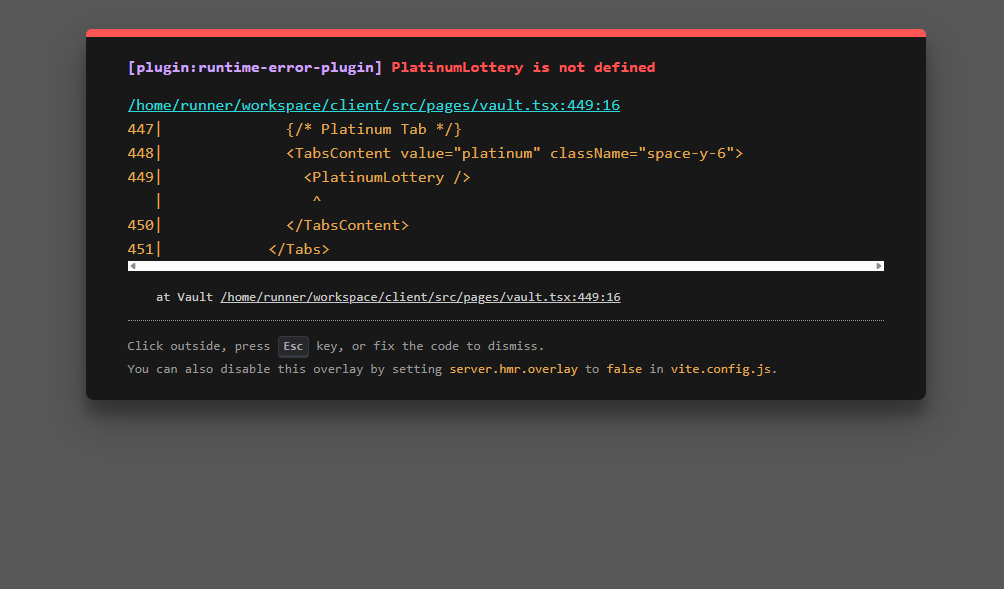 [plugin:runtime-error-plugin] PlatinumLottery is not defined
/home/runner/workspace/client/src/pages/vault.tsx:449:16
447|              {/* Platinum Tab */}
448|              <TabsContent value="platinum" className="space-y-6">
449|                <PlatinumLottery />
   |                 ^
450|              </TabsContent>
451|            </Tabs>
at Vault /home/runner/workspace/client/src/pages/vault.tsx:449:16
Click outside, press Esc key, or fix the code to dismiss.
You can also disable this overlay by setting server.hmr.overlay to false in vite.config.js.